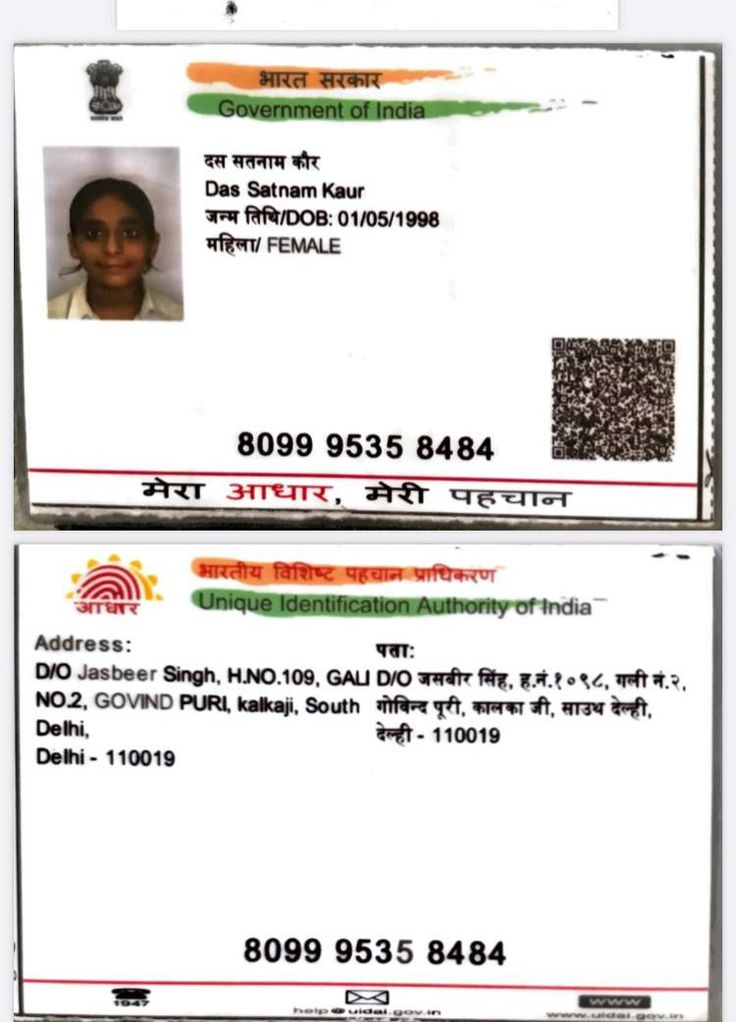 भारत सरकार
Government of India
दस सतनाम कौर
Das Satnam Kaur
जन्म तिथि/DOB: 01/05/1998
महिला/ FEMALE
8099 9535 8484
मेरा आधार, मेरी पहचान
भारतीय विशिष्ट पहचान प्राधिकरण
आधार
Unique Identification Authority of India
Address:
D/O Jasbeer Singh, H.NO.109, GALI
NO.2, GOVIND PURI, kalkaji, South
Delhi,
Delhi - 110019
पता:
D/O जसबीर सिंह, ह.नं.१०९८, गली नं.२,
गोविन्द पूरी, कालका जी, साउथ देल्ही,
देल्ही - 110019
8099 9535 8484
1947
help@uidai.gov.in
www
www.uidai.gov.in